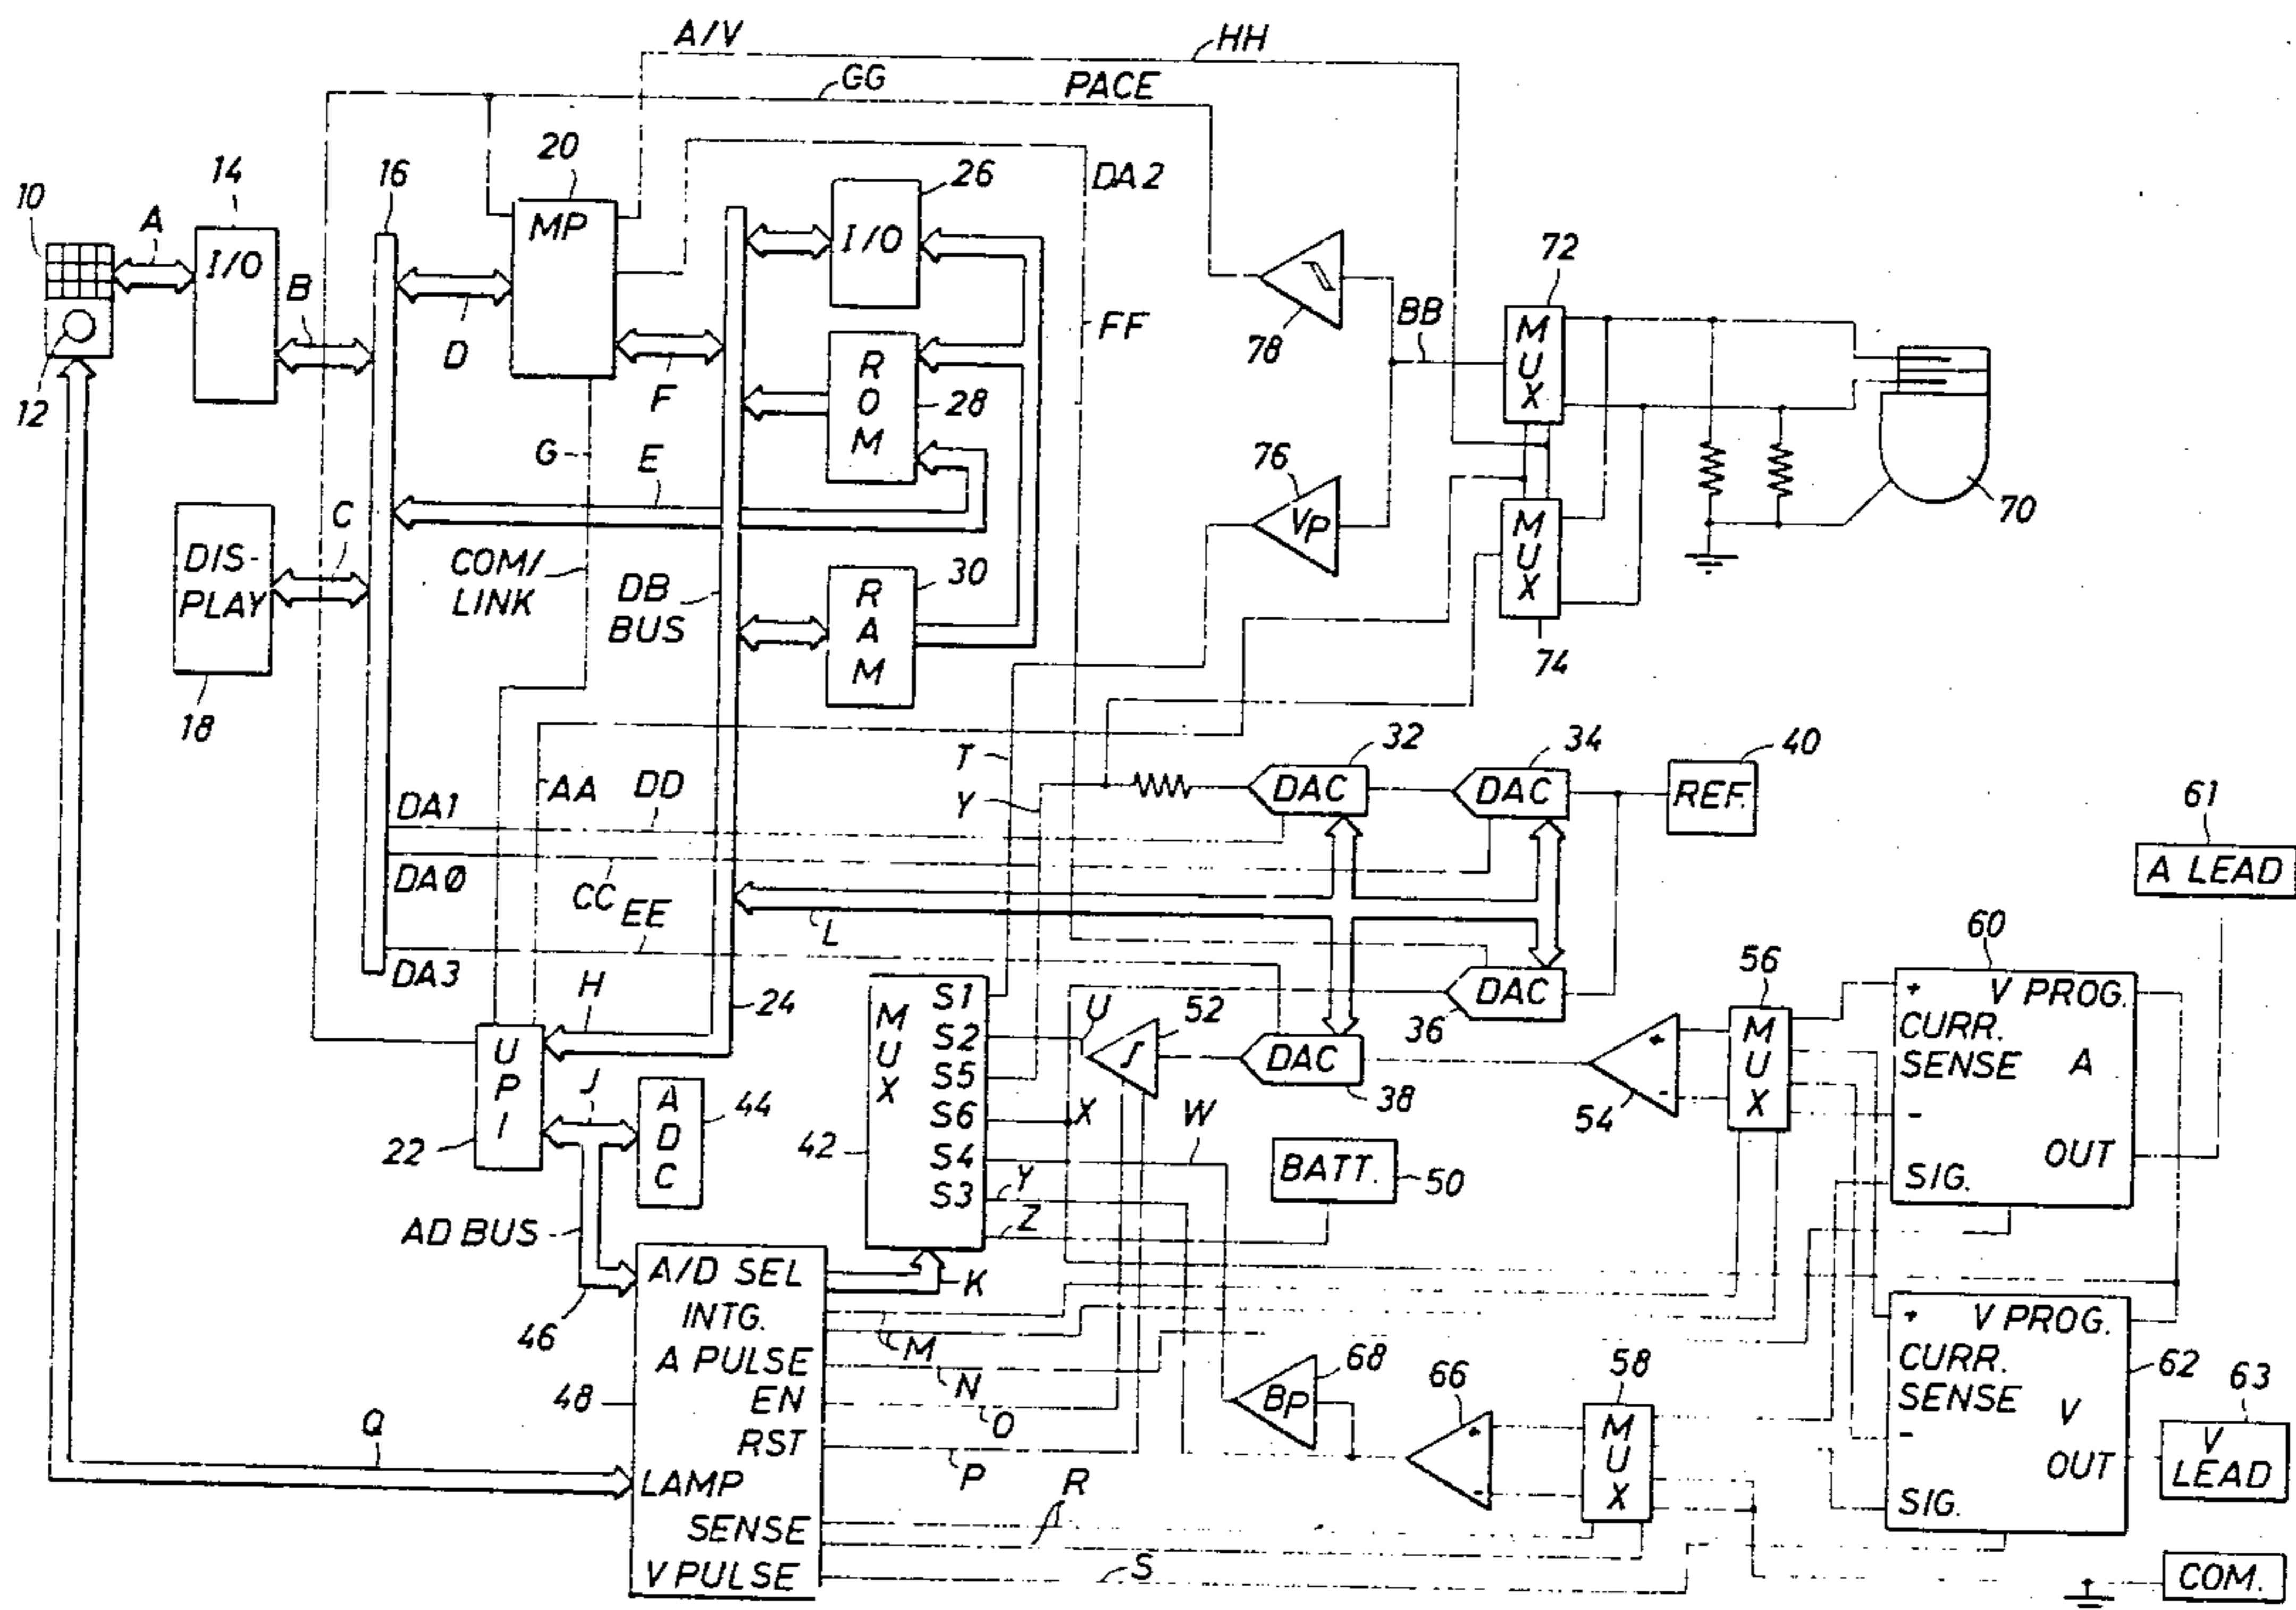 A/V
HH
GG
PACE
20
14
16
26
DA2
10
A
I/O
MP
I/O
72
B
D
FF
BB
M
U
X
78
12
F
R
O
M
28
G
E
76
VP
70
C
DIS-
PLAY
COM/
LINK
DB
BUS
30
R
A
M
M
U
X
74
18
T
32
34
40
AA
DD
Y
DAC
DAC
REF.
61
DA1
A LEAD
DAØ
CC
EE
L
60
DA3
H
24
56
M
U
X
S1
S2
S5
S6
S4
S3
U
52
∫
DAC
36
+
V PROG.
CURR.
SENSE
A
-
OUT
SIG.
M
U
X
U
P
I
J
A
D
C
44
DAC
38
+
-
54
22
42
X
W
Y
Z
BATT.
50
AD BUS
46
A/D SEL
K
INTG.
M
A PULSE
N
EN
O
RST
P
LAMP
SENSE
R
V PULSE
S
48
Q
68
BP
66
+
-
58
M
U
X
+
V PROG.
CURR.
SENSE
V
-
OUT
SIG.
62
63
V
LEAD
COM.